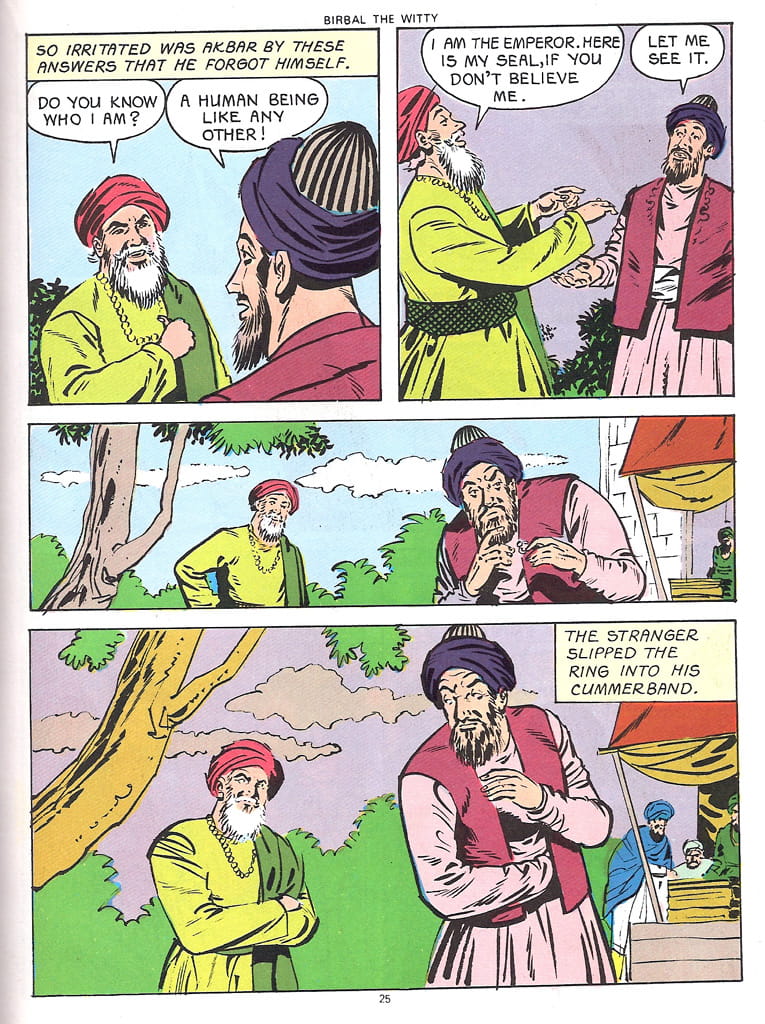 BIRBAL THE WITTY
SO IRRITATED WAS AKBAR BY THESE
ANSWERS THAT HE FORGOT HIMSELF.
DO YOU KNOW
WHO I AM?
A HUMAN BEING
LIKE ANY
OTHER!
I AM THE EMPEROR. HERE
IS MY SEAL, IF YOU
DON'T BELIEVE
ME.
LET ME
SEE IT.
THE STRANGER
SLIPPED THE
RING INTO HIS
CUMMERBAND.
25